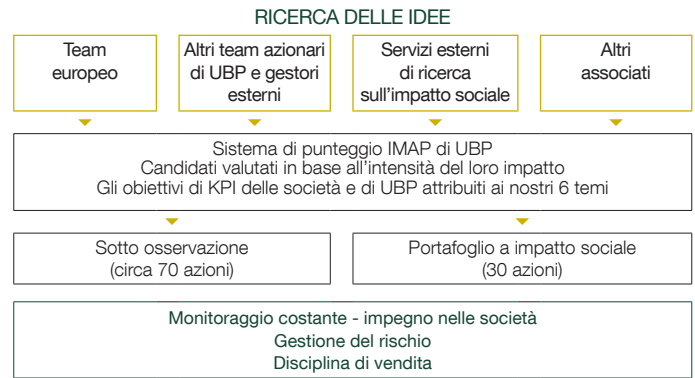 RICERCA DELLE IDEE
Team
europeo
Altri team azionari
di UBP e gestori
esterni
Servizi esterni
di ricerca
sull'impatto sociale
Altri
associati
Sistema di punteggio IMAP di UBP
Candidati valutati in base all'intensità del loro impatto
Gli obiettivi di KPI delle società e di UBP attribuiti ai nostri 6 temi
Sotto osservazione
(circa 70 azioni)
Portafoglio a impatto sociale
(30 azioni)
Monitoraggio costante - impegno nelle società
Gestione del rischio
Disciplina di vendita